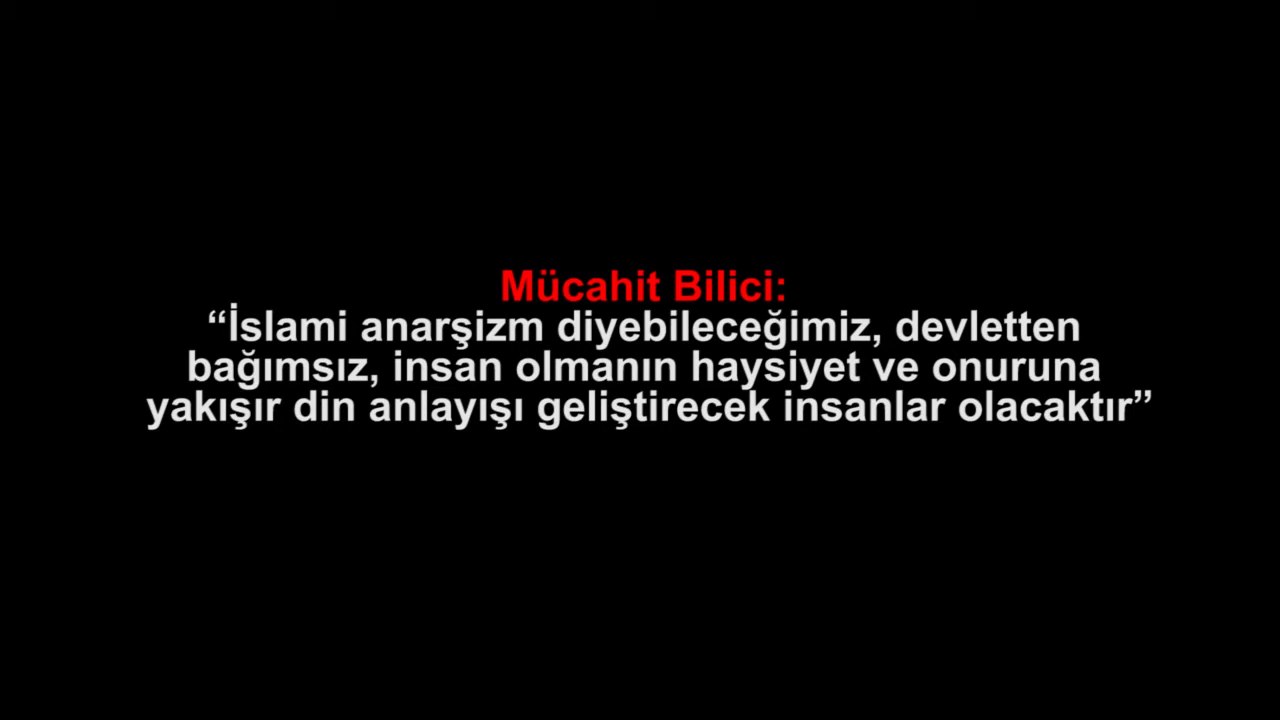 Mücahit Bilici:
“İslami anarşizm diyebileceğimiz, devletten
bağımsız, insan olmanın haysiyet ve onuruna
yakışır din anlayışı geliştirecek insanlar olacaktır”